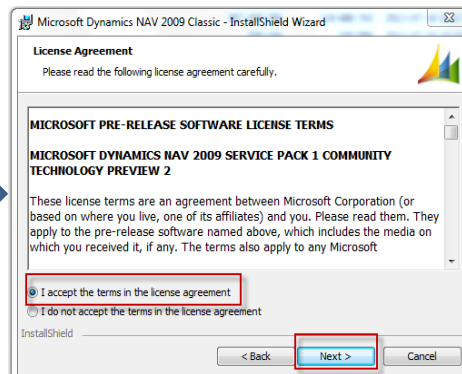 Microsoft Dynamics NAV 2009 Classic - InstallShield Wizard
License Agreement
Please read the following license agreement carefully.
MICROSOFT PRE-RELEASE SOFTWARE LICENSE TERMS
MICROSOFT DYNAMICS NAV 2009 SERVICE PACK 1 COMMUNITY
TECHNOLOGY PREVIEW 2
These license terms are an agreement between Microsoft Corporation (or
based on where you live, one of its affiliates) and you. Please read them. They
apply to the pre-release software named above, which includes the media on
which you received it, if any. The terms also apply to any Microsoft
I accept the terms in the license agreement
I do not accept the terms in the license agreement
InstallShield
< Back
Next >
Cancel